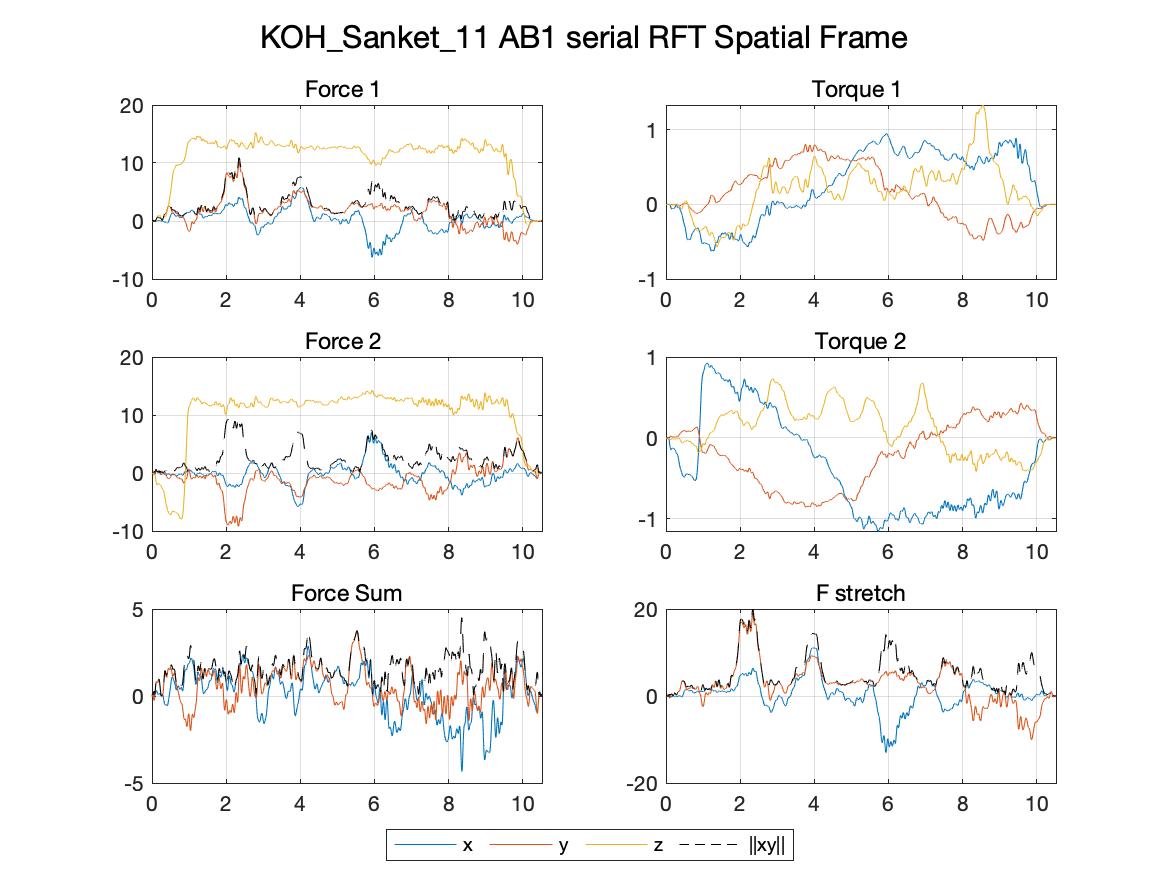 KOH_Sanket_11 AB1 serial RFT Spatial Frame
Force 1
20
10
0
-10
0 2 4 6 8 10
Torque 1
1
0
-1
0 2 4 6 8 10
Force 2
20
10
0
-10
0 2 4 6 8 10
Torque 2
1
0
-1
0 2 4 6 8 10
Force Sum
5
0
-5
0 2 4 6 8 10
F stretch
20
0
-20
0 2 4 6 8 10
x y z ||xy||